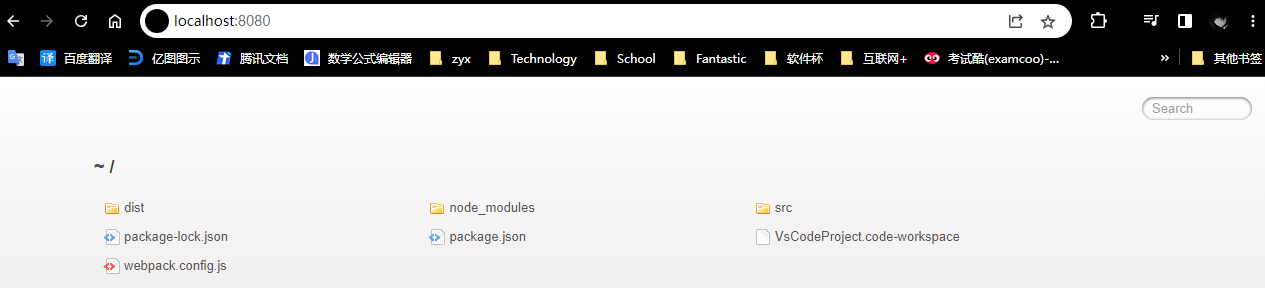 localhost:8080
译 百度翻译 亿图图示 腾讯文档 数学公式编辑器 zyx Technology School Fantastic 软件杯 互联网+ 考试酷(examcoo)-... » 其他书签
Search
~ /
dist node_modules src
package-lock.json package.json VsCodeProject.code-workspace
webpack.config.js